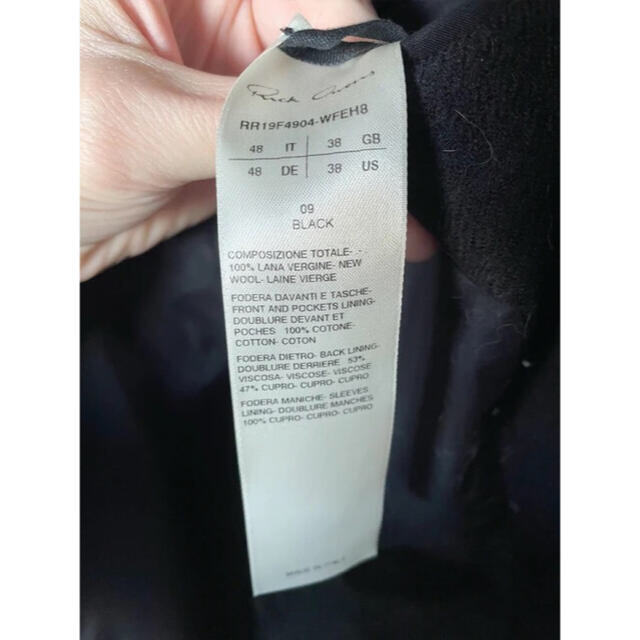 Rick Owens
RR19F4904-WFEH8
48 IT 38 GB
48 DE 38 US
09
BLACK
COMPOSIZIONE TOTALE- -
100% LANA VERGINE- NEW
WOOL- LAINE VIERGE
FODERA DAVANTI E TASCHE-
FRONT AND POCKETS LINING-
DOUBLURE DEVANT ET
POCHES 100% COTONE-
COTTON- COTON
FODERA DIETRO- BACK LINING-
DOUBLURE DERRIERE 53%
VISCOSA- VISCOSE- VISCOSE
47% CUPRO- CUPRO- CUPRO
FODERA MANICHE- SLEEVES
LINING- DOUBLURE MANCHES
100% CUPRO- CUPRO- CUPRO